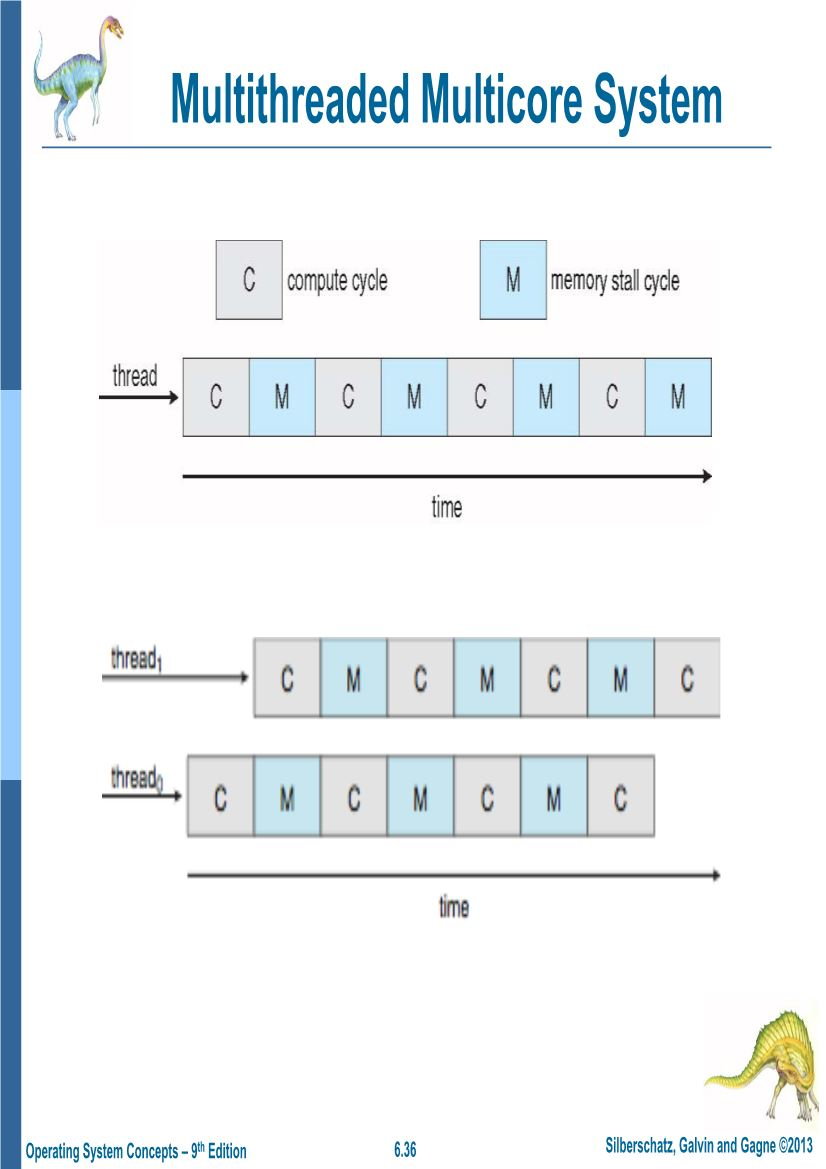 Multithreaded Multicore System
C compute cycle M memory stall cycle
thread
C M C M C M C M
time
thread1
C M C M C M C
thread0
C M C M C M C
time
Operating System Concepts – 9th Edition 6.36 Silberschatz, Galvin and Gagne ©2013